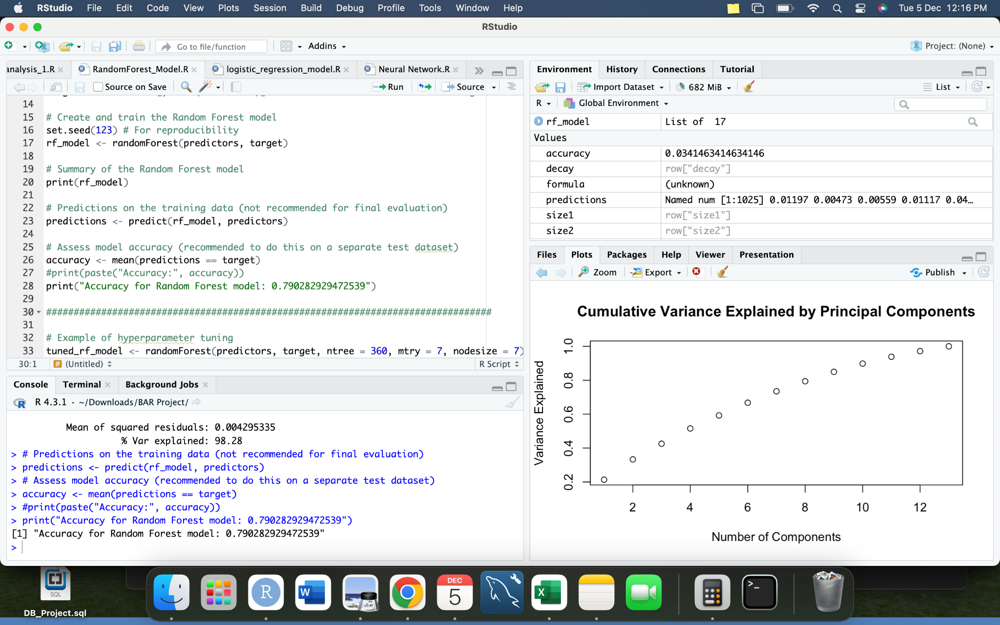 RStudio File Edit Code View Plots Session Build Debug Profile Tools Window Help Tue 5 Dec 12:16 PM
RStudio
Go to file/function Addins Project: (None)
analysis_1.R RandomForest_Model.R logistic_regression_model.R Neural Network.R
Source on Save Run Source
14
15 # Create and train the Random Forest model
16 set.seed(123) # For reproducibility
17 rf_model <- randomForest(predictors, target)
18
19 # Summary of the Random Forest model
20 print(rf_model)
21
22 # Predictions on the training data (not recommended for final evaluation)
23 predictions <- predict(rf_model, predictors)
24
25 # Assess model accuracy (recommended to do this on a separate test dataset)
26 accuracy <- mean(predictions == target)
27 #print(paste("Accuracy:", accuracy))
28 print("Accuracy for Random Forest model: 0.790282929472539")
29
30 #################################################################################
31
32 # Example of hyperparameter tuning
33 tuned_rf_model <- randomForest(predictors, target, ntree = 360, mtry = 7, nodesize = 7)
30:1 # (Untitled) R Script
Console Terminal Background Jobs
R R 4.3.1 · ~/Downloads/BAR Project/
Mean of squared residuals: 0.004295335
% Var explained: 98.28
> # Predictions on the training data (not recommended for final evaluation)
> predictions <- predict(rf_model, predictors)
> # Assess model accuracy (recommended to do this on a separate test dataset)
> accuracy <- mean(predictions == target)
> #print(paste("Accuracy:", accuracy))
> print("Accuracy for Random Forest model: 0.790282929472539")
[1] "Accuracy for Random Forest model: 0.790282929472539"
>
Environment History Connections Tutorial
Import Dataset 682 MiB List
R Global Environment
rf_model List of 17
Values
accuracy 0.0341463414634146
decay row["decay"]
formula (unknown)
predictions Named num [1:1025] 0.01197 0.00473 0.00559 0.01117 0.04…
size1 row["size1"]
size2 row["size2"]
Files Plots Packages Help Viewer Presentation
Zoom Export Publish
Cumulative Variance Explained by Principal Components
Variance Explained
1.0
0.8
0.6
0.4
0.2
2 4 6 8 10 12
Number of Components
SQL
DB_Project.sql
R W DEC
5 X >_